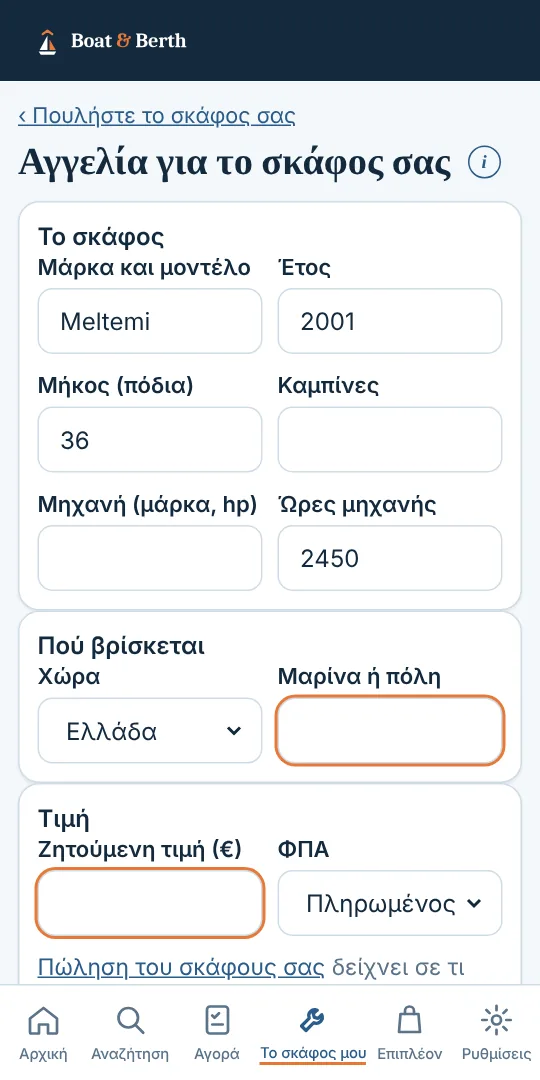 Boat & Berth
‹ Πουλήστε το σκάφος σας
Αγγελία για το σκάφος σας i
Το σκάφος
Μάρκα και μοντέλο Έτος
Meltemi 2001
Μήκος (πόδια) Καμπίνες
36
Μηχανή (μάρκα, hp) Ώρες μηχανής
2450
Πού βρίσκεται
Χώρα Μαρίνα ή πόλη
Ελλάδα
Τιμή
Ζητούμενη τιμή (€) ΦΠΑ
Πληρωμένος
Πώληση του σκάφους σας δείχνει σε τι
Αρχική Αναζήτηση Αγορά Το σκάφος μου Επιπλέον Ρυθμίσεις